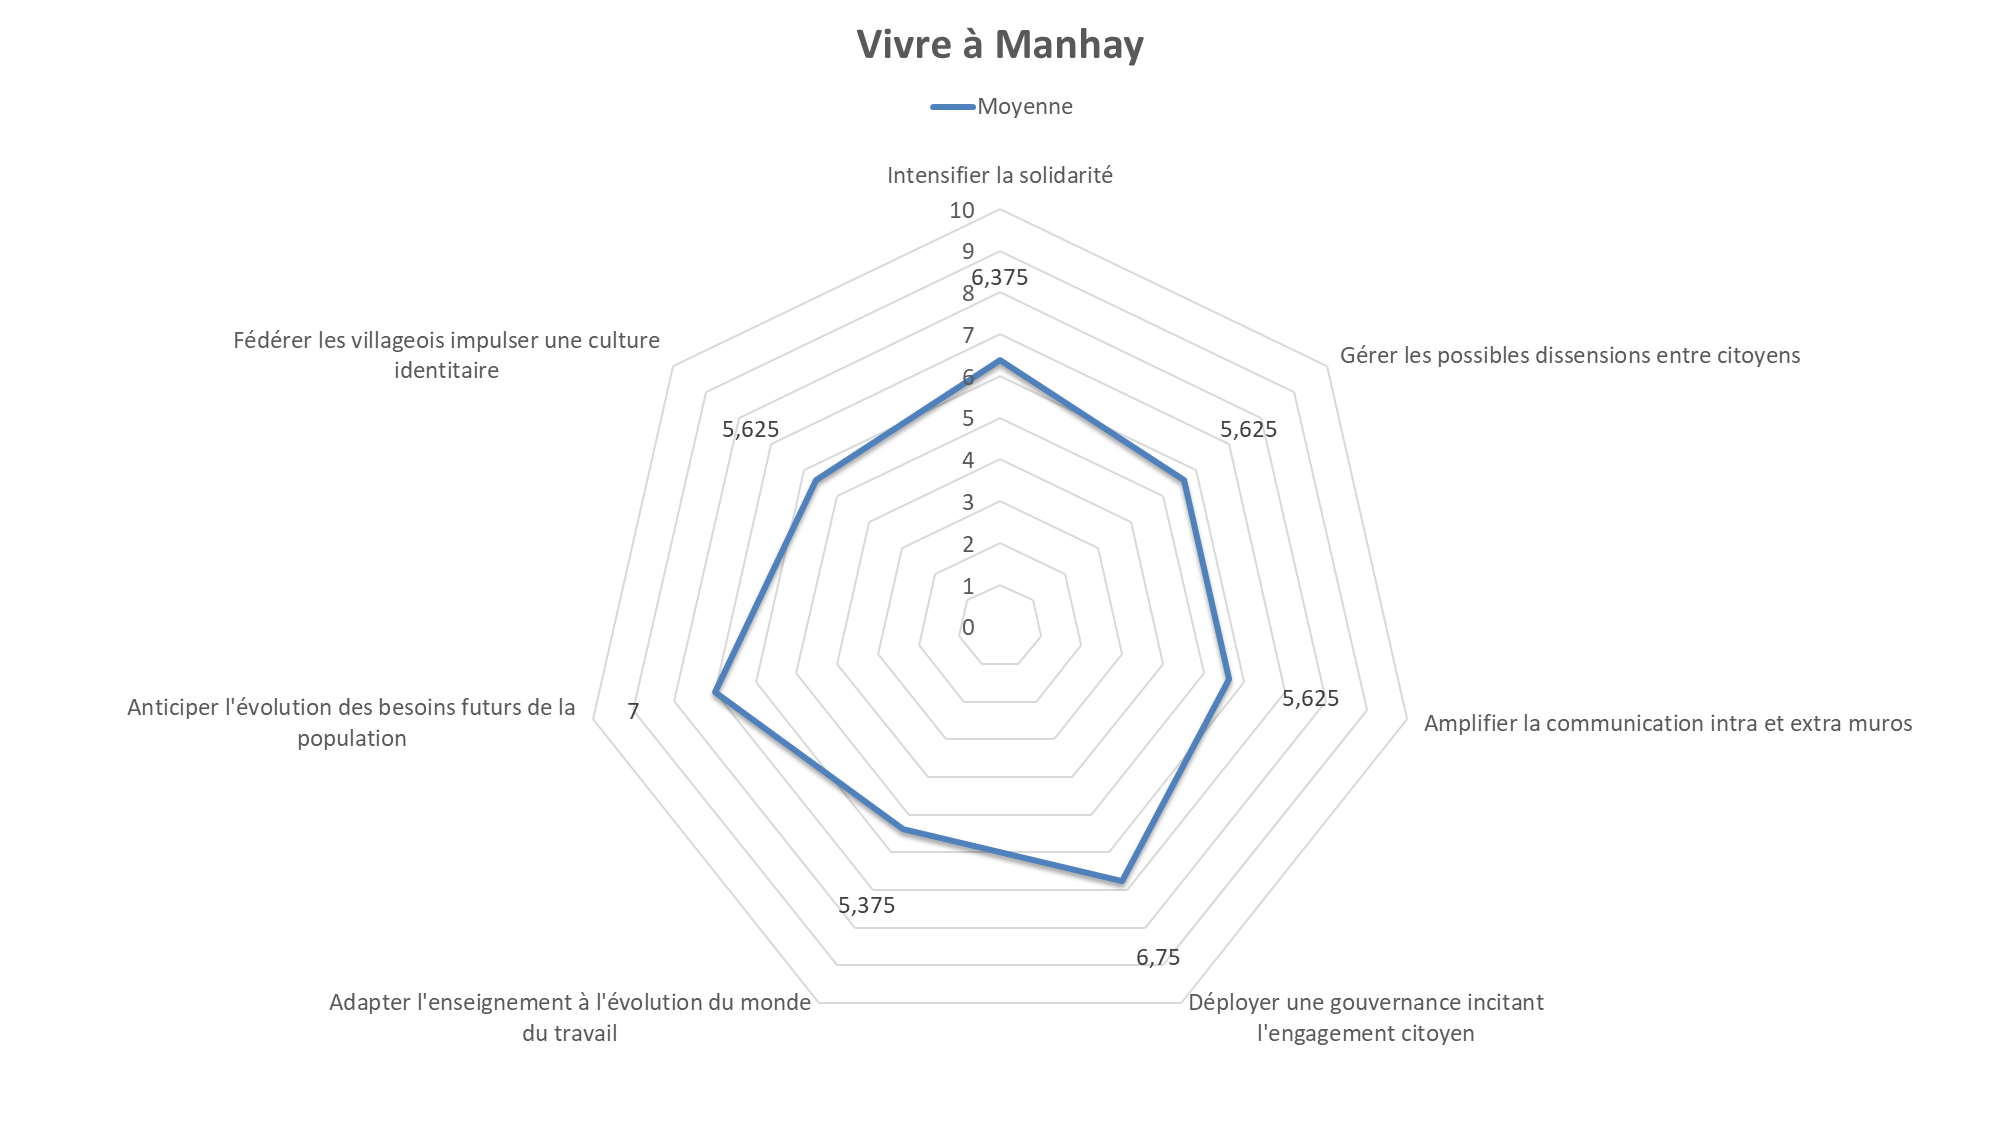 Vivre à Manhay
Moyenne
Intensifier la solidarité
10
9
6,375
8
7
6
5
4
3
2
1
0
Fédérer les villageois impulser une culture
identitaire
5,625
Gérer les possibles dissensions entre citoyens
5,625
Anticiper l'évolution des besoins futurs de la
population
7
Amplifier la communication intra et extra muros
5,625
Adapter l'enseignement à l'évolution du monde
du travail
5,375
Déployer une gouvernance incitant
l'engagement citoyen
6,75